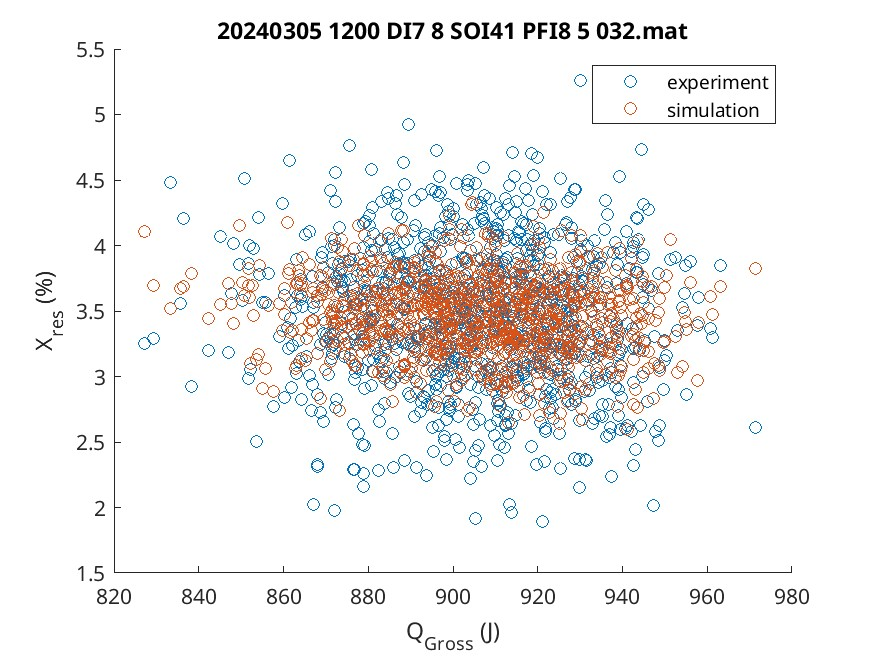 20240305 1200 DI7 8 SOI41 PFI8 5 032.mat
experiment
simulation
5.5
5
4.5
4
3.5
3
2.5
2
1.5
X_res (%)
820 840 860 880 900 920 940 960 980
Q_Gross (J)